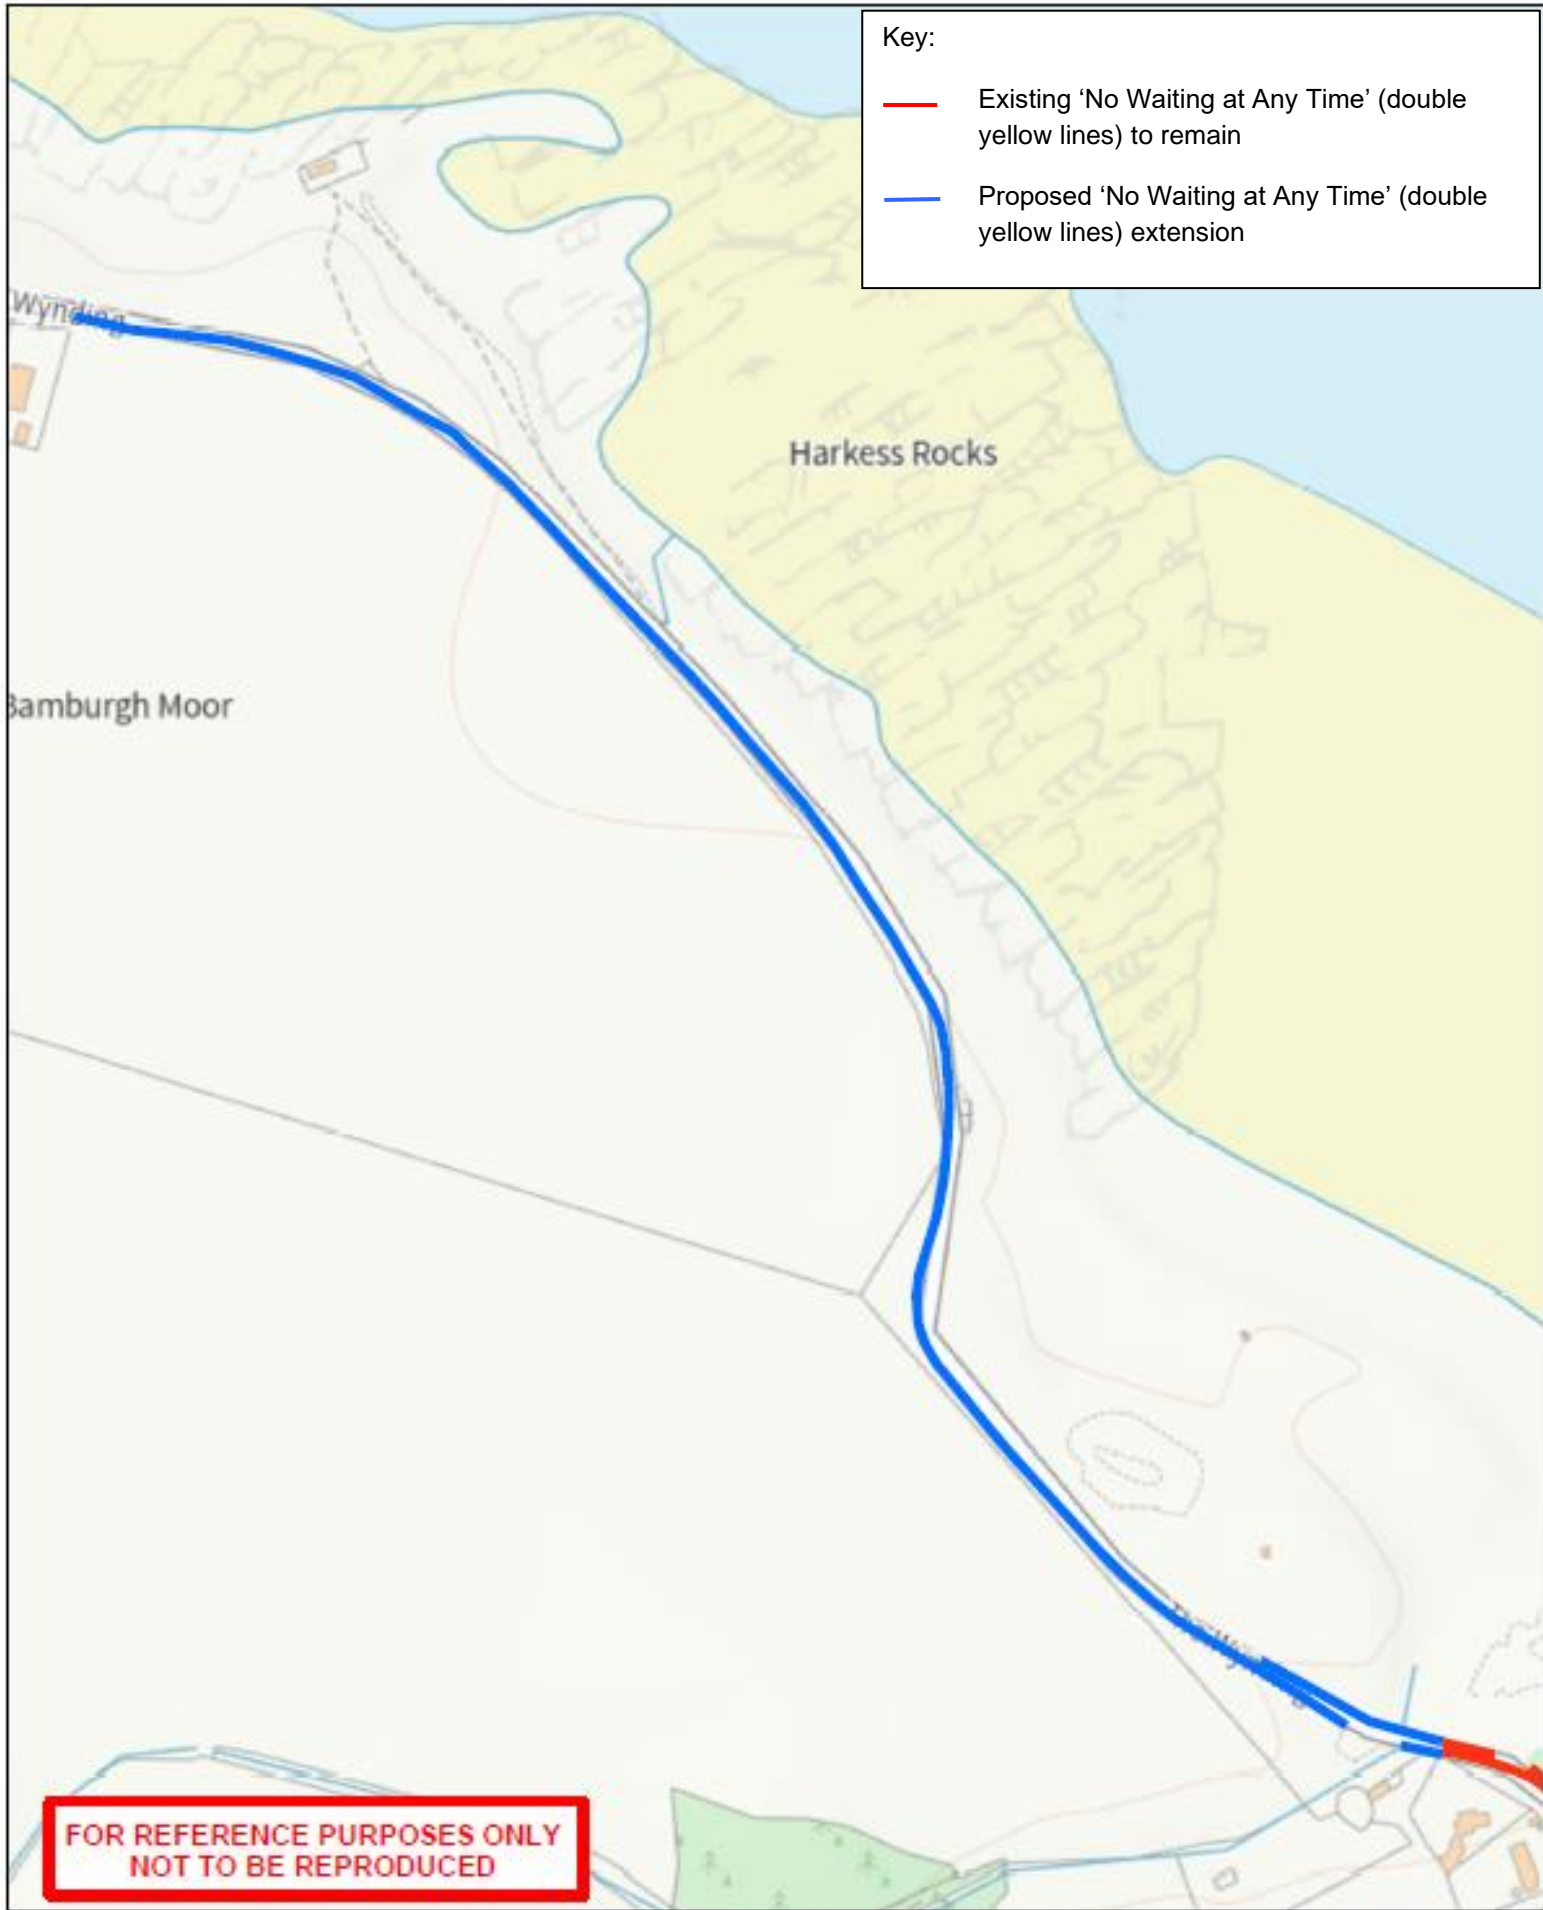 Key:
Existing ‘No Waiting at Any Time’ (double
yellow lines) to remain
Proposed ‘No Waiting at Any Time’ (double
yellow lines) extension
Wynding
Harkess Rocks
Bamburgh Moor
FOR REFERENCE PURPOSES ONLY
NOT TO BE REPRODUCED